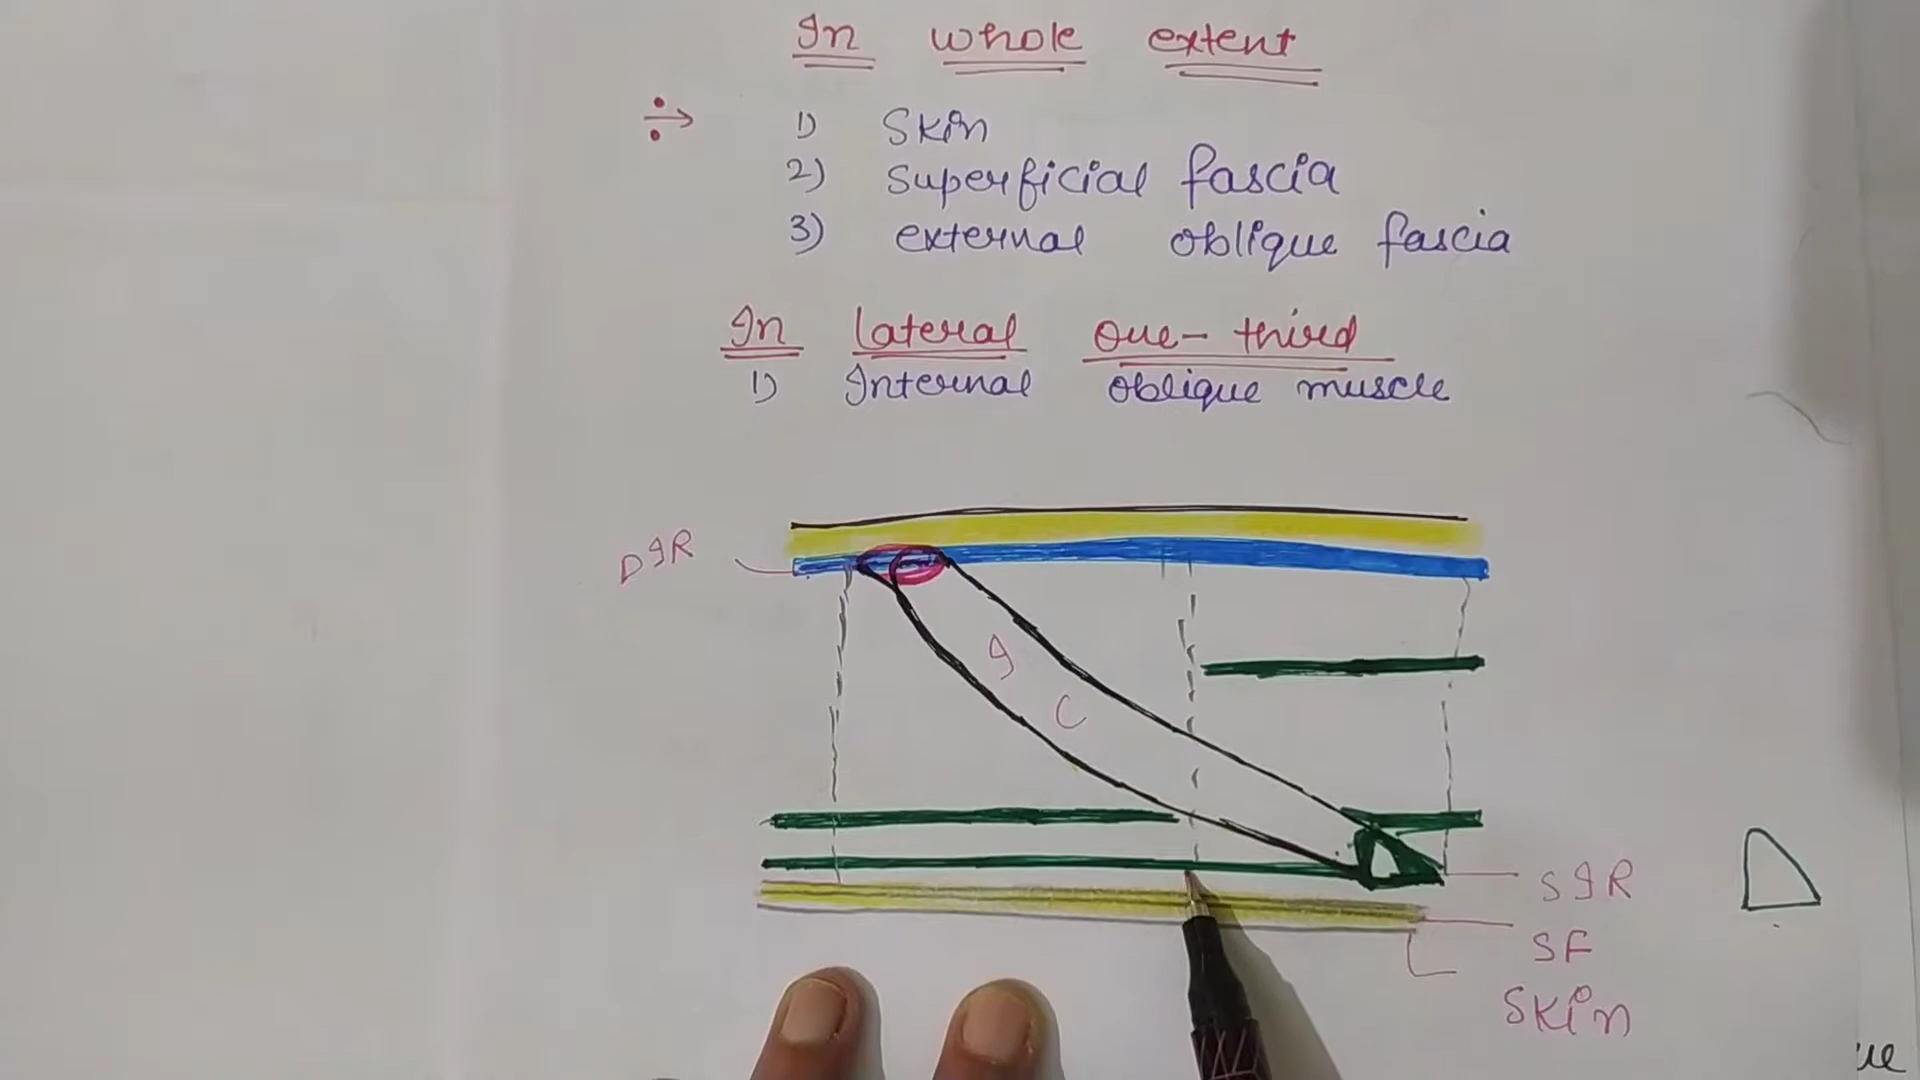 In whole extent
1) Skin
2) superficial fascia
3) external oblique fascia
In lateral one-third
1) Internal oblique muscle
DIR
I
C
SIR
SF
Skin